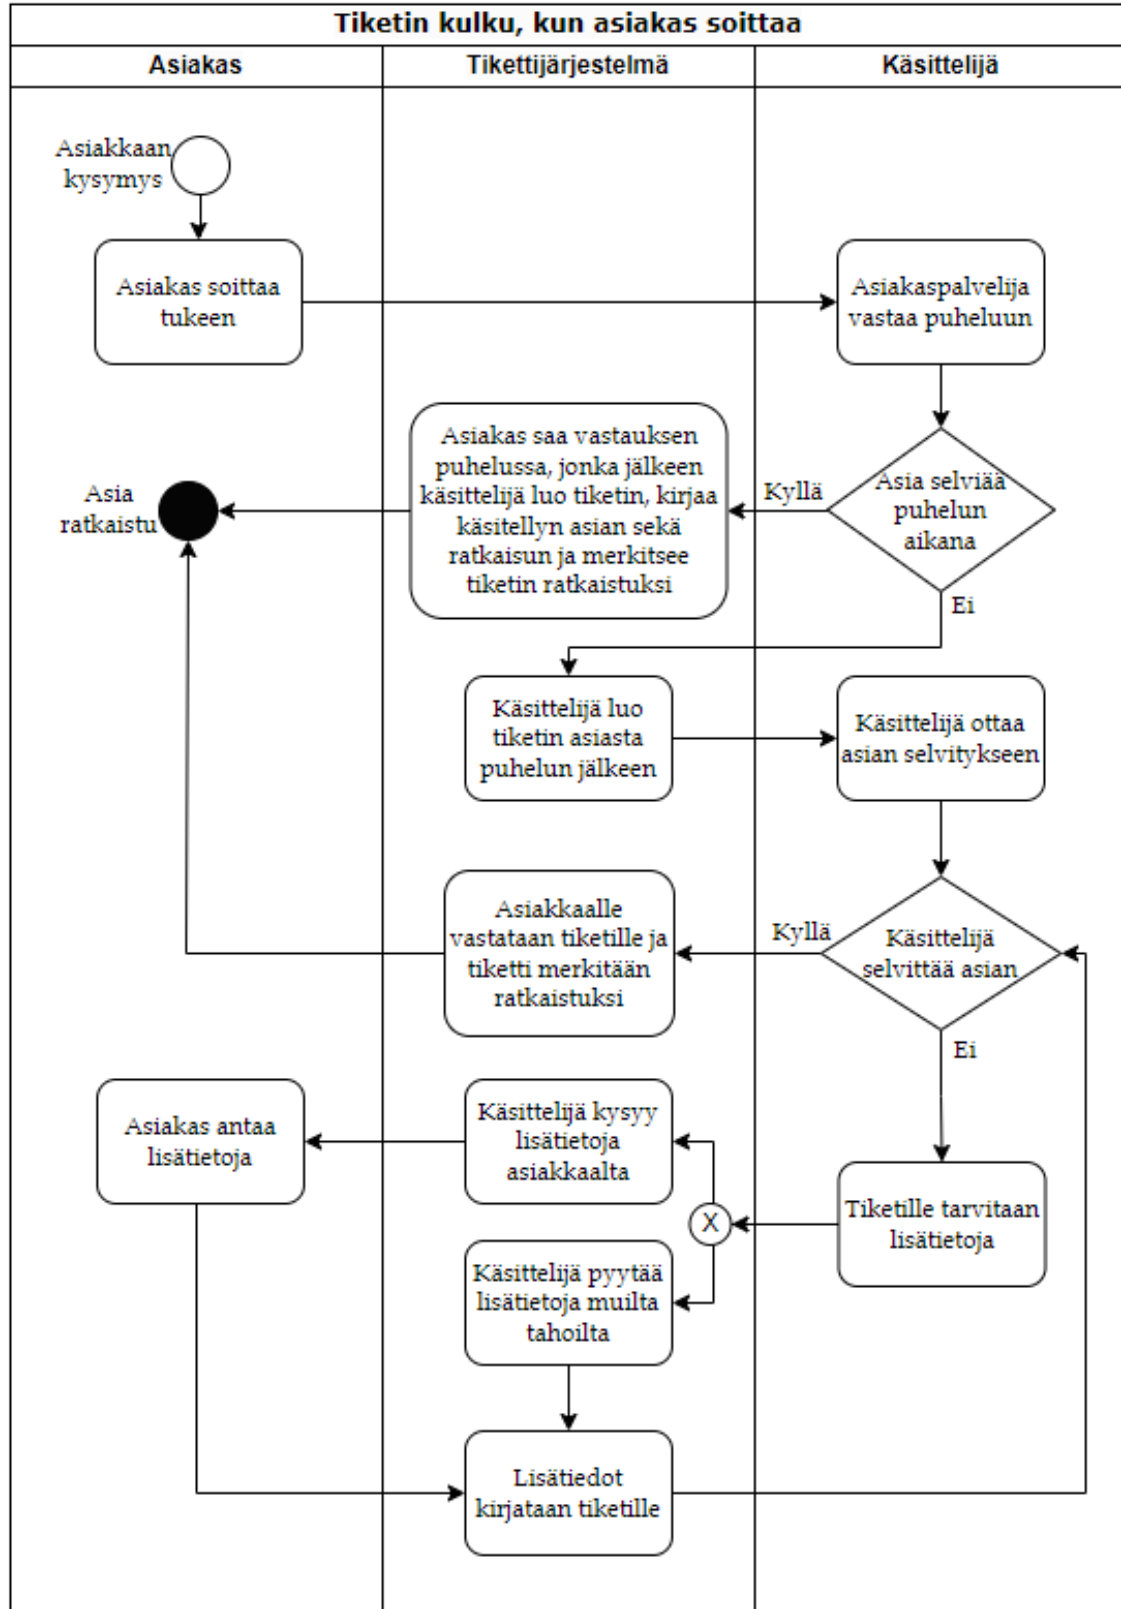 Tiketin kulku, kun asiakas soittaa
Asiakas
Tikettijärjestelmä
Käsittelijä
Asiakkaan
kysymys
Asiakas soittaa
tukeen
Asiakaspalvelija
vastaa puheluun
Asia selviää
puhelun
aikana
Kyllä
Asiakas saa vastauksen
puhelussa, jonka jälkeen
käsittelijä luo tiketin, kirjaa
käsitellyn asian sekä
ratkaisun ja merkitsee
tiketin ratkaistuksi
Asia
ratkaistu
Ei
Käsittelijä luo
tiketin asiasta
puhelun jälkeen
Käsittelijä ottaa
asian selvitykseen
Käsittelijä
selvittää asian
Kyllä
Asiakkaalle
vastataan tiketille ja
tiketti merkitään
ratkaistuksi
Ei
Tiketille tarvitaan
lisätietoja
X
Käsittelijä kysyy
lisätietoja
asiakkaalta
Asiakas antaa
lisätietoja
Käsittelijä pyytää
lisätietoja muilta
tahoilta
Lisätiedot
kirjataan tiketille